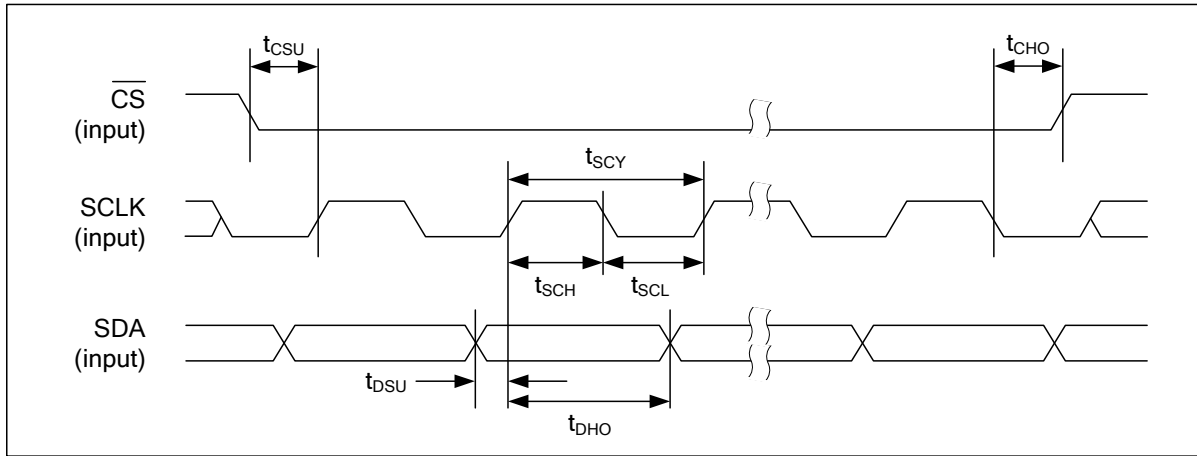 tCSU
tCHO
CS
(input)
tSCY
SCLK
(input)
tSCH
tSCL
SDA
(input)
tDSU
tDHO